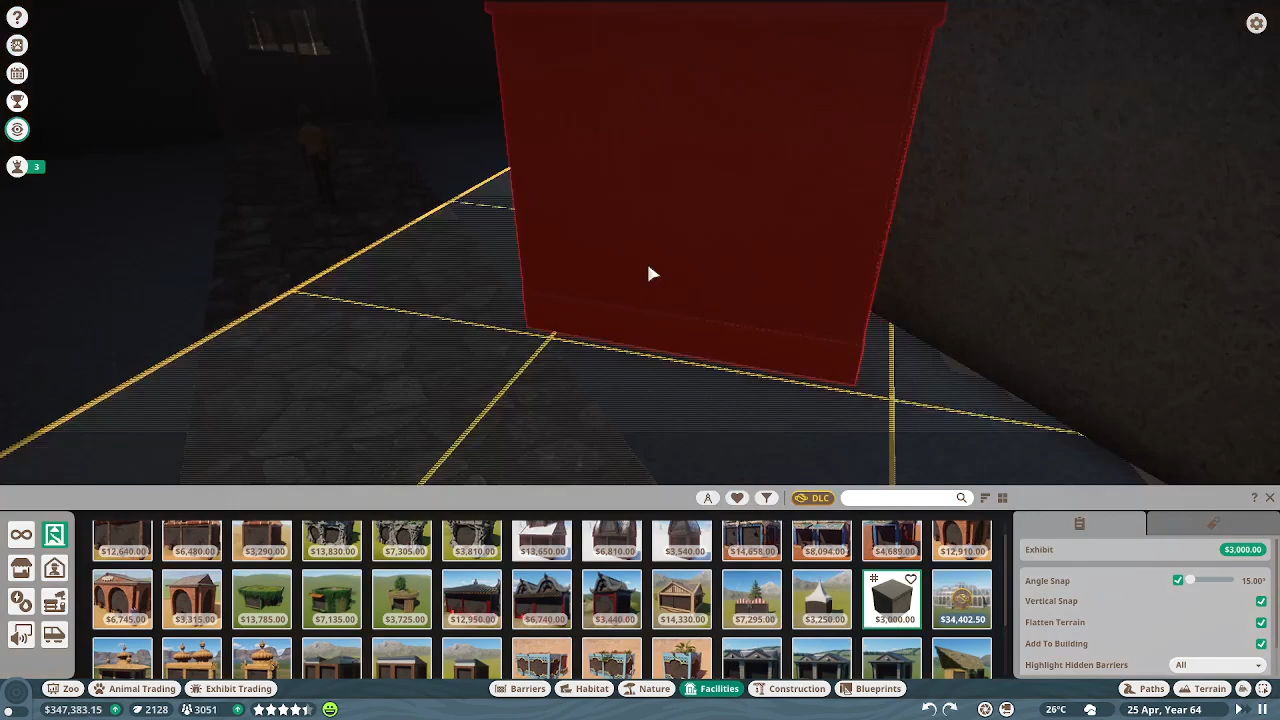 ?
3
DLC
?
$12,640.00 $6,480.00 $3,290.00 $13,830.00 $7,305.00 $3,810.00 $13,650.00 $6,810.00 $3,540.00 $14,658.00 $8,094.00 $4,689.00 $12,910.00
$6,745.00 $3,315.00 $13,785.00 $7,135.00 $3,725.00 $12,950.00 $6,740.00 $3,440.00 $14,330.00 $7,295.00 $3,250.00 $3,000.00 $34,402.50
Exhibit $3,000.00
Angle Snap 15.00°
Vertical Snap
Flatten Terrain
Add To Building
Highlight Hidden Barriers All
Zoo Animal Trading Exhibit Trading Barriers Habitat Nature Facilities Construction Blueprints Paths Terrain
$347,383.15 2128 3051 26°C 25 Apr, Year 64